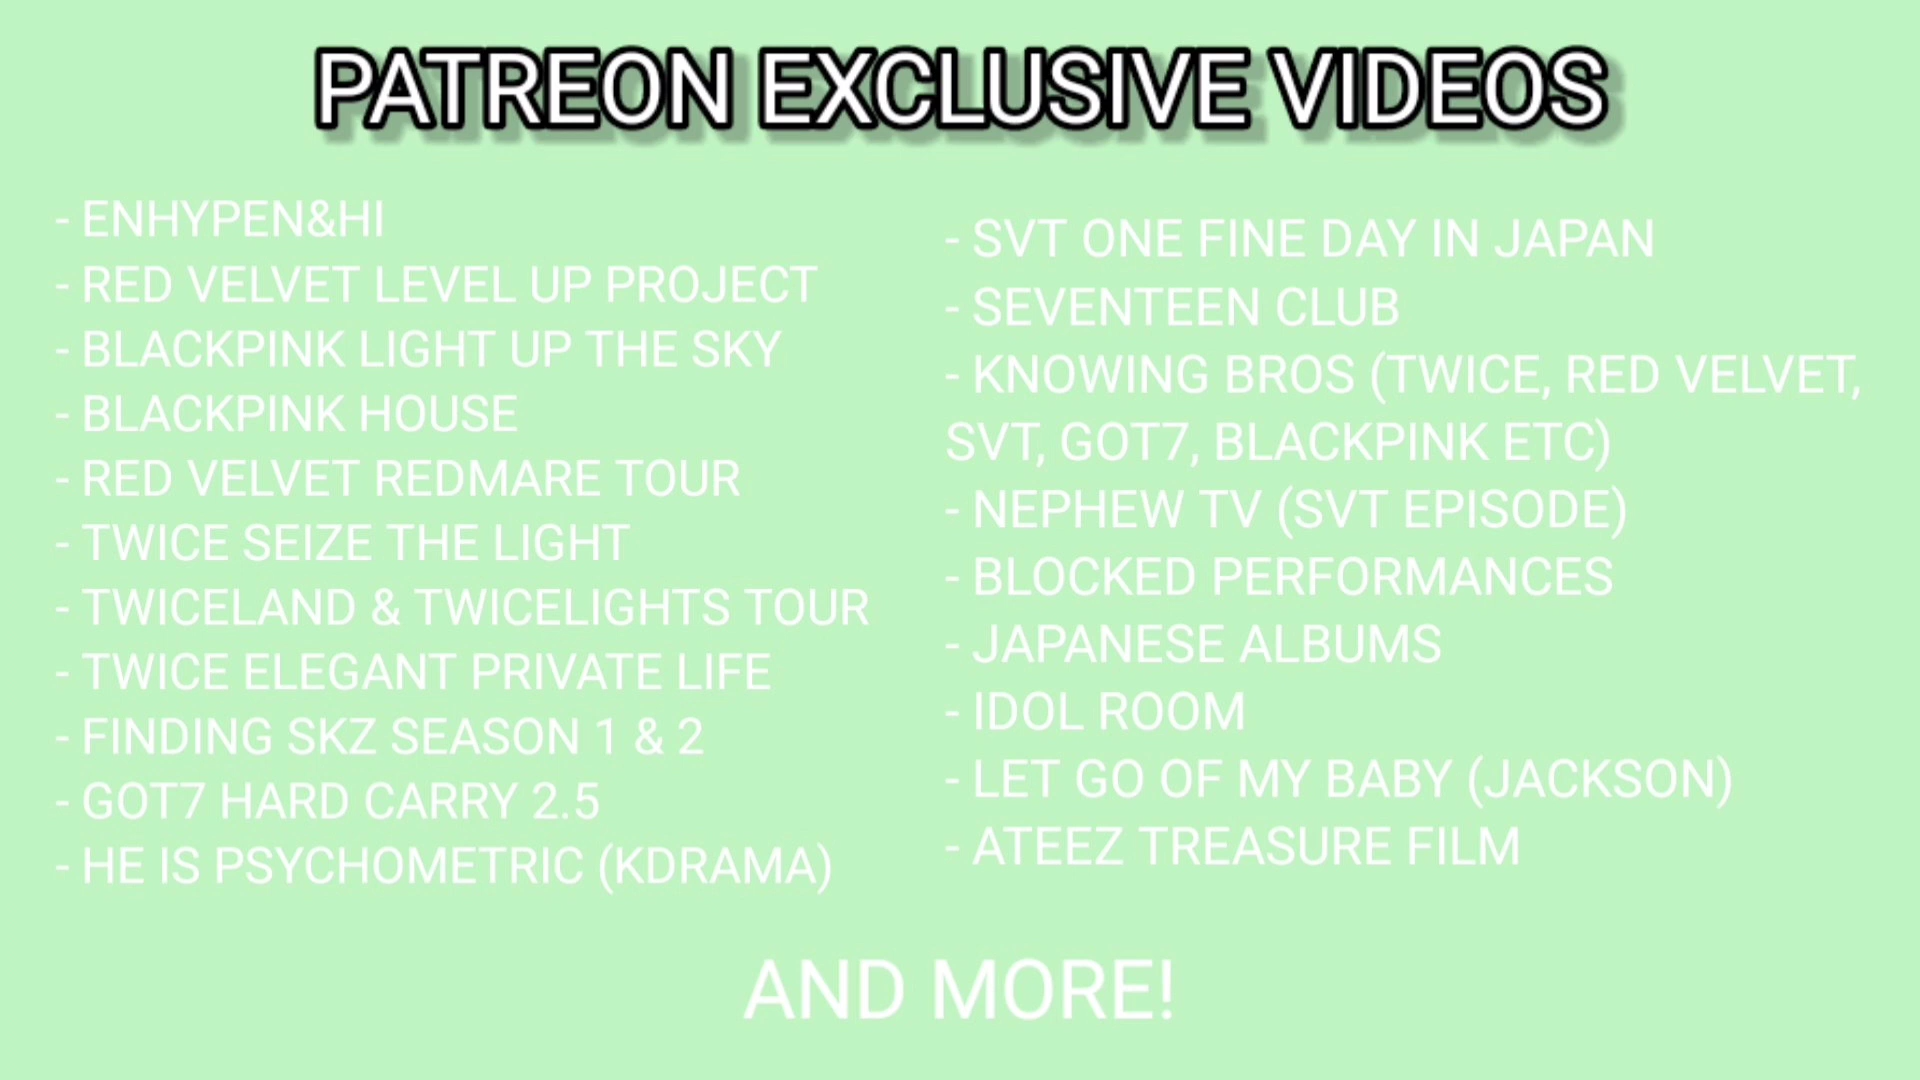 PATREON EXCLUSIVE VIDEOS
- ENHYPEN&HI
- RED VELVET LEVEL UP PROJECT
- BLACKPINK LIGHT UP THE SKY
- BLACKPINK HOUSE
- RED VELVET REDMARE TOUR
- TWICE SEIZE THE LIGHT
- TWICELAND & TWICELIGHTS TOUR
- TWICE ELEGANT PRIVATE LIFE
- FINDING SKZ SEASON 1 & 2
- GOT7 HARD CARRY 2.5
- HE IS PSYCHOMETRIC (KDRAMA)
- SVT ONE FINE DAY IN JAPAN
- SEVENTEEN CLUB
- KNOWING BROS (TWICE, RED VELVET,
SVT, GOT7, BLACKPINK ETC)
- NEPHEW TV (SVT EPISODE)
- BLOCKED PERFORMANCES
- JAPANESE ALBUMS
- IDOL ROOM
- LET GO OF MY BABY (JACKSON)
- ATEEZ TREASURE FILM
AND MORE!